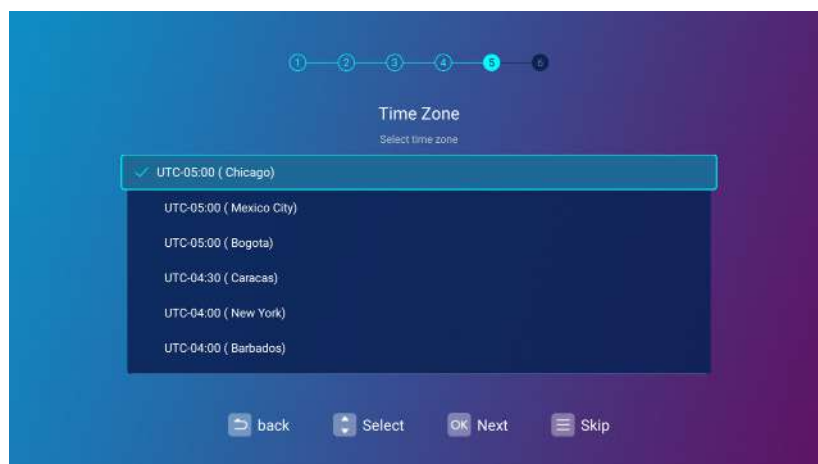 1 2 3 4 5 6
Time Zone
Select time zone
UTC-05:00 ( Chicago)
UTC-05:00 ( Mexico City)
UTC-05:00 ( Bogota)
UTC-04:30 ( Caracas)
UTC-04:00 ( New York)
UTC-04:00 ( Barbados)
back Select OK Next Skip